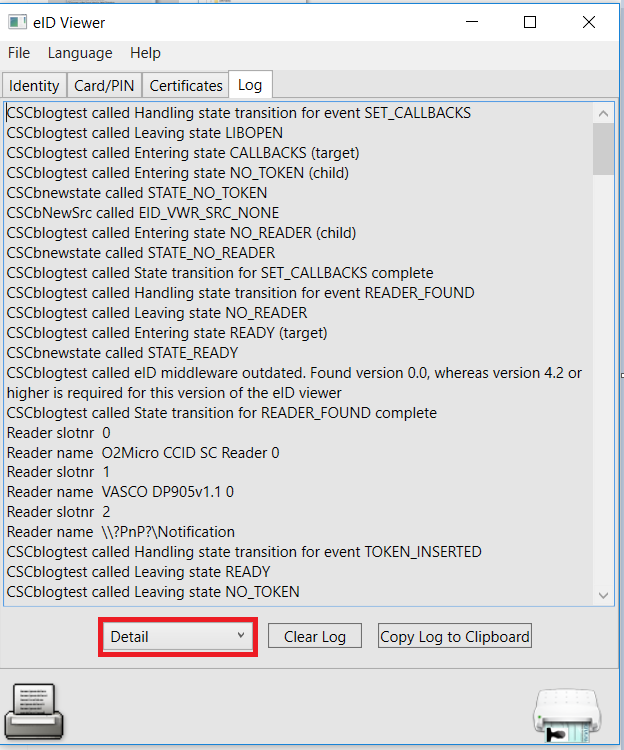 eID Viewer
File Language Help
Identity Card/PIN Certificates Log
CSCblogtest called Handling state transition for event SET_CALLBACKS
CSCblogtest called Leaving state LIBOPEN
CSCblogtest called Entering state CALLBACKS (target)
CSCblogtest called Entering state NO_TOKEN (child)
CSCbnewstate called STATE_NO_TOKEN
CSCbNewSrc called EID_VWR_SRC_NONE
CSCblogtest called Entering state NO_READER (child)
CSCbnewstate called STATE_NO_READER
CSCblogtest called State transition for SET_CALLBACKS complete
CSCblogtest called Handling state transition for event READER_FOUND
CSCblogtest called Leaving state NO_READER
CSCblogtest called Entering state READY (target)
CSCbnewstate called STATE_READY
CSCblogtest called eID middleware outdated. Found version 0.0, whereas version 4.2 or
higher is required for this version of the eID viewer
CSCblogtest called State transition for READER_FOUND complete
Reader slotnr 0
Reader name O2Micro CCID SC Reader 0
Reader slotnr 1
Reader name VASCO DP905v1.1 0
Reader slotnr 2
Reader name \\?PnP?\Notification
CSCblogtest called Handling state transition for event TOKEN_INSERTED
CSCblogtest called Leaving state READY
CSCblogtest called Leaving state NO_TOKEN
Detail Clear Log Copy Log to Clipboard